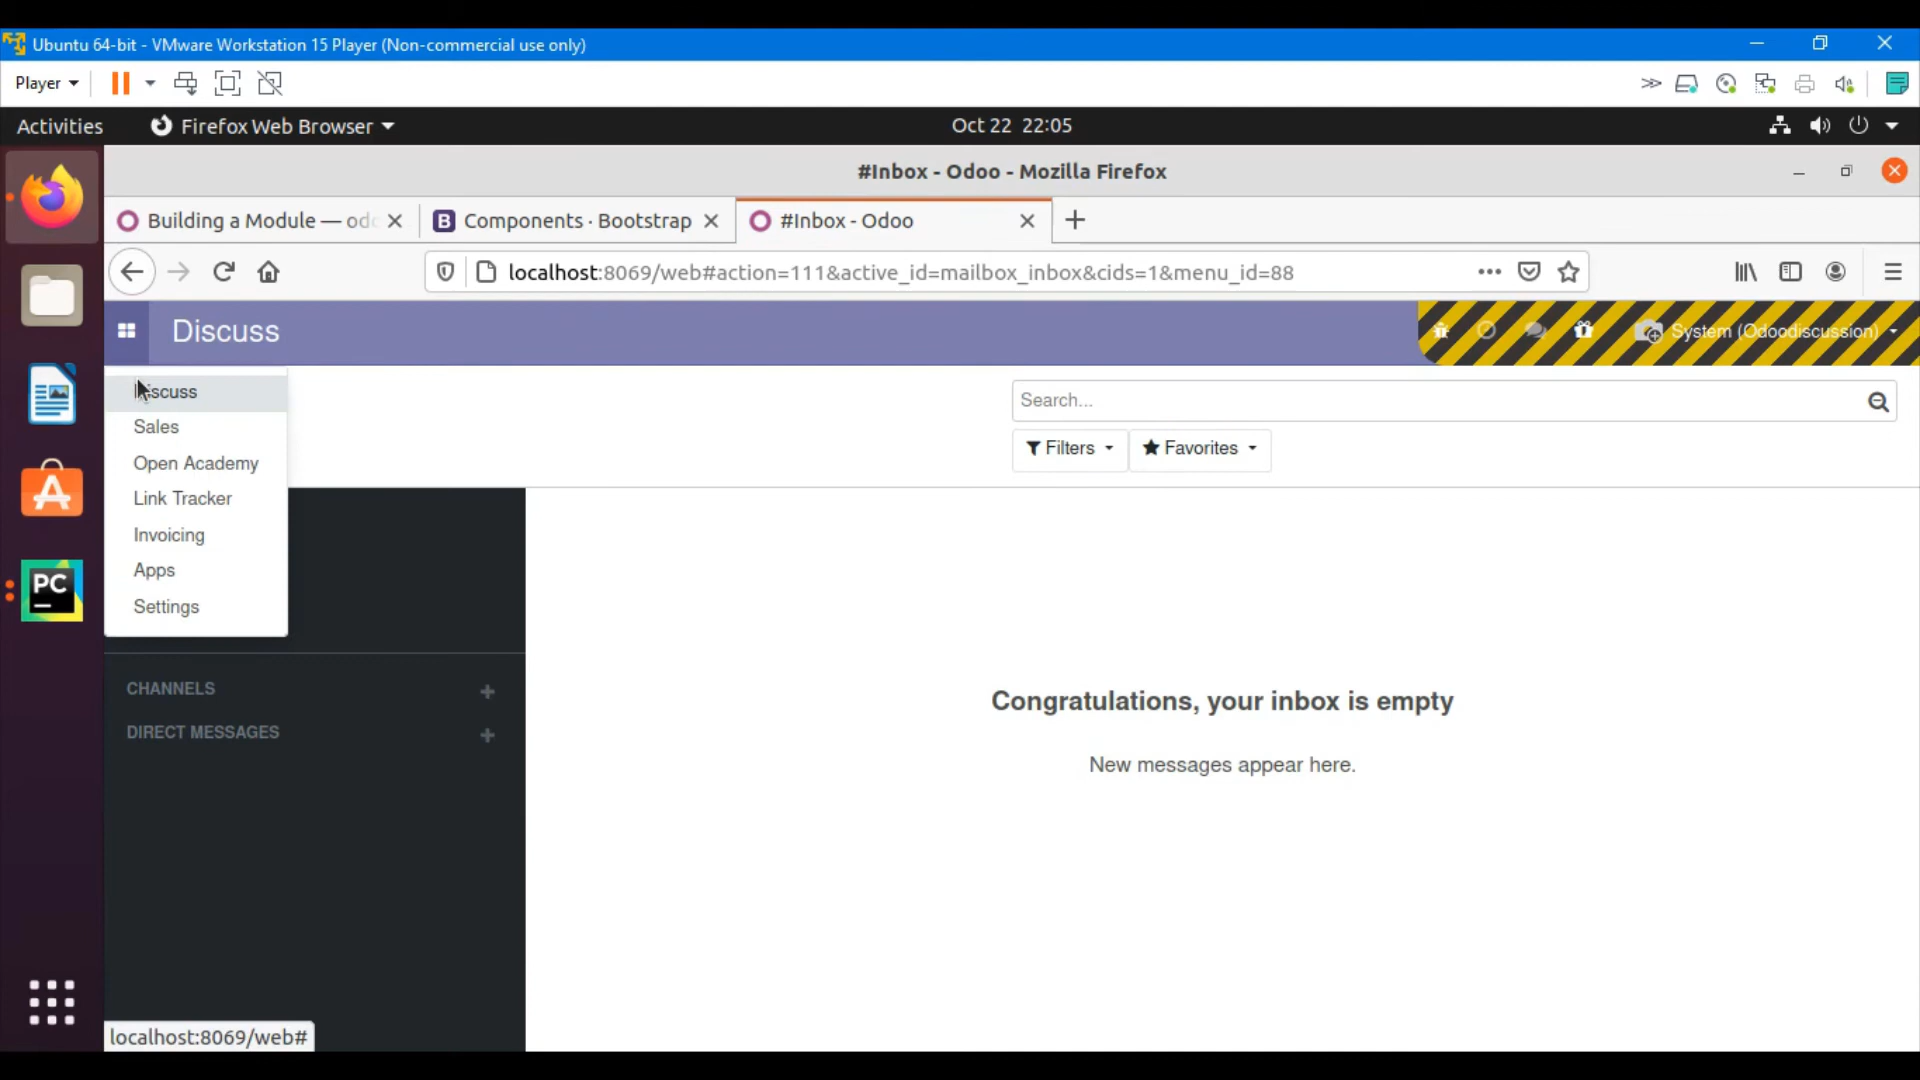 Ubuntu 64-bit - VMware Workstation 15 Player (Non-commercial use only)
Player
Activities
Firefox Web Browser
Oct 22 22:05
#Inbox - Odoo - Mozilla Firefox
Building a Module — odo
Components · Bootstrap
#Inbox - Odoo
localhost:8069/web#action=111&active_id=mailbox_inbox&cids=1&menu_id=88
Discuss
System (Odoodiscussion)
Discuss
Sales
Open Academy
Link Tracker
Invoicing
Apps
Settings
Search...
Filters
Favorites
CHANNELS
DIRECT MESSAGES
Congratulations, your inbox is empty
New messages appear here.
PC
localhost:8069/web#